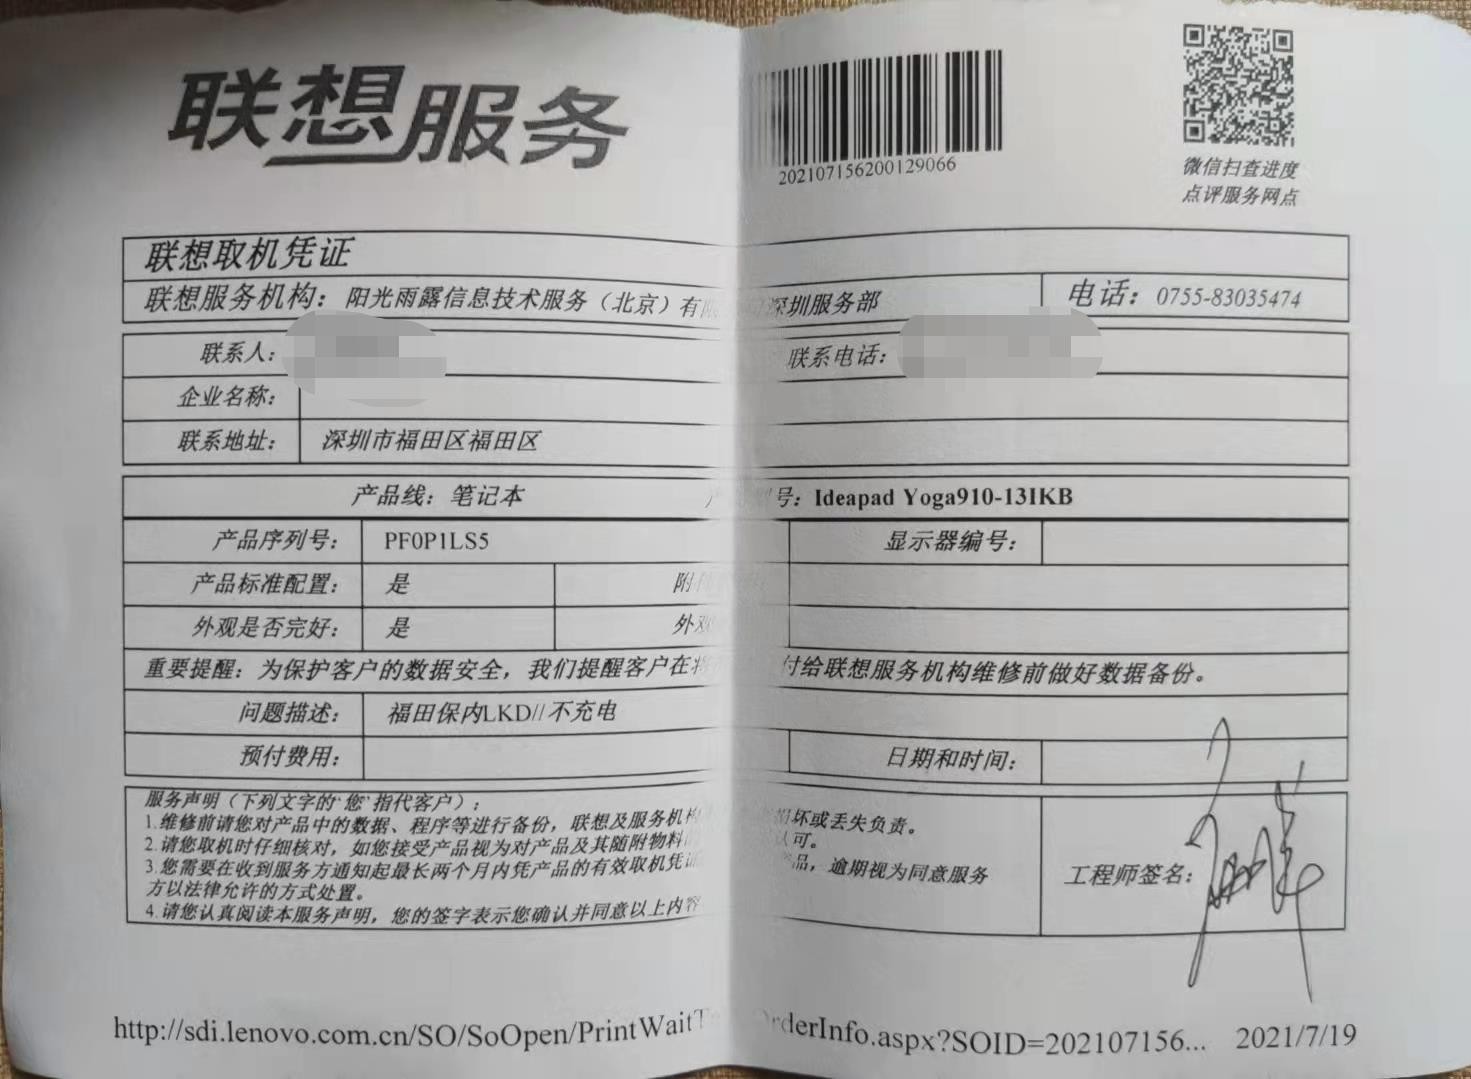 联想服务
202107156200129066
微信扫查进度
点评服务网点
联想取机凭证
联想服务机构：阳光雨露信息技术服务（北京）有限 深圳服务部 电话：0755-83035474
联系人： 联系电话：
企业名称：
联系地址： 深圳市福田区福田区
产品线：笔记本 号：Ideapad Yoga910-13IKB
产品序列号： PF0P1LS5 显示器编号：
产品标准配置： 是 附
外观是否完好： 是 外观
重要提醒：为保护客户的数据安全，我们提醒客户在将 付给联想服务机构维修前做好数据备份。
问题描述： 福田保内LKD//不充电
预付费用： 日期和时间：
服务声明（下列文字的'您'指代客户）；
1.维修前请您对产品中的数据、程序等进行备份，联想及服务机构 损坏或丢失负责。
2.请您取机时仔细核对，如您接受产品视为对产品及其随附物料 认可。
3.您需要在收到服务方通知起最长两个月内凭产品的有效取机凭证 产品，逾期视为同意服务
方以法律允许的方式处置。
4.请您认真阅读本服务声明，您的签字表示您确认并同意以上内容
工程师签名：
http://sdi.lenovo.com.cn/SO/SoOpen/PrintWaitT OrderInfo.aspx?SOID=202107156... 2021/7/19